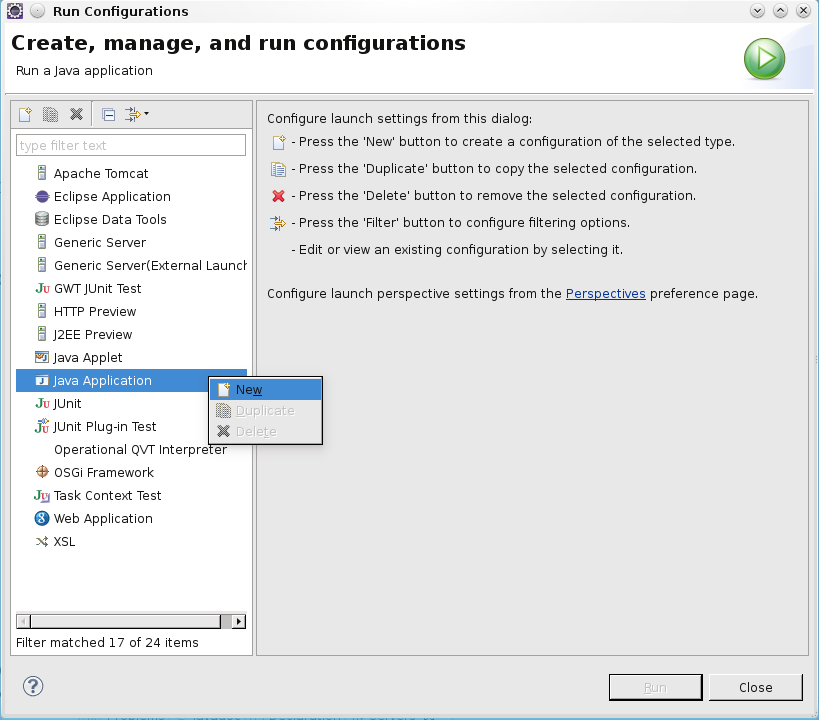 Run Configurations
Create, manage, and run configurations
Run a Java application
type filter text
Apache Tomcat
Eclipse Application
Eclipse Data Tools
Generic Server
Generic Server(External Launch
GWT JUnit Test
HTTP Preview
J2EE Preview
Java Applet
Java Application
JUnit
JUnit Plug-in Test
Operational QVT Interpreter
OSGi Framework
Task Context Test
Web Application
XSL
New
Duplicate
Delete
Filter matched 17 of 24 items
Configure launch settings from this dialog:
- Press the 'New' button to create a configuration of the selected type.
- Press the 'Duplicate' button to copy the selected configuration.
- Press the 'Delete' button to remove the selected configuration.
- Press the 'Filter' button to configure filtering options.
- Edit or view an existing configuration by selecting it.
Configure launch perspective settings from the Perspectives preference page.
Run
Close